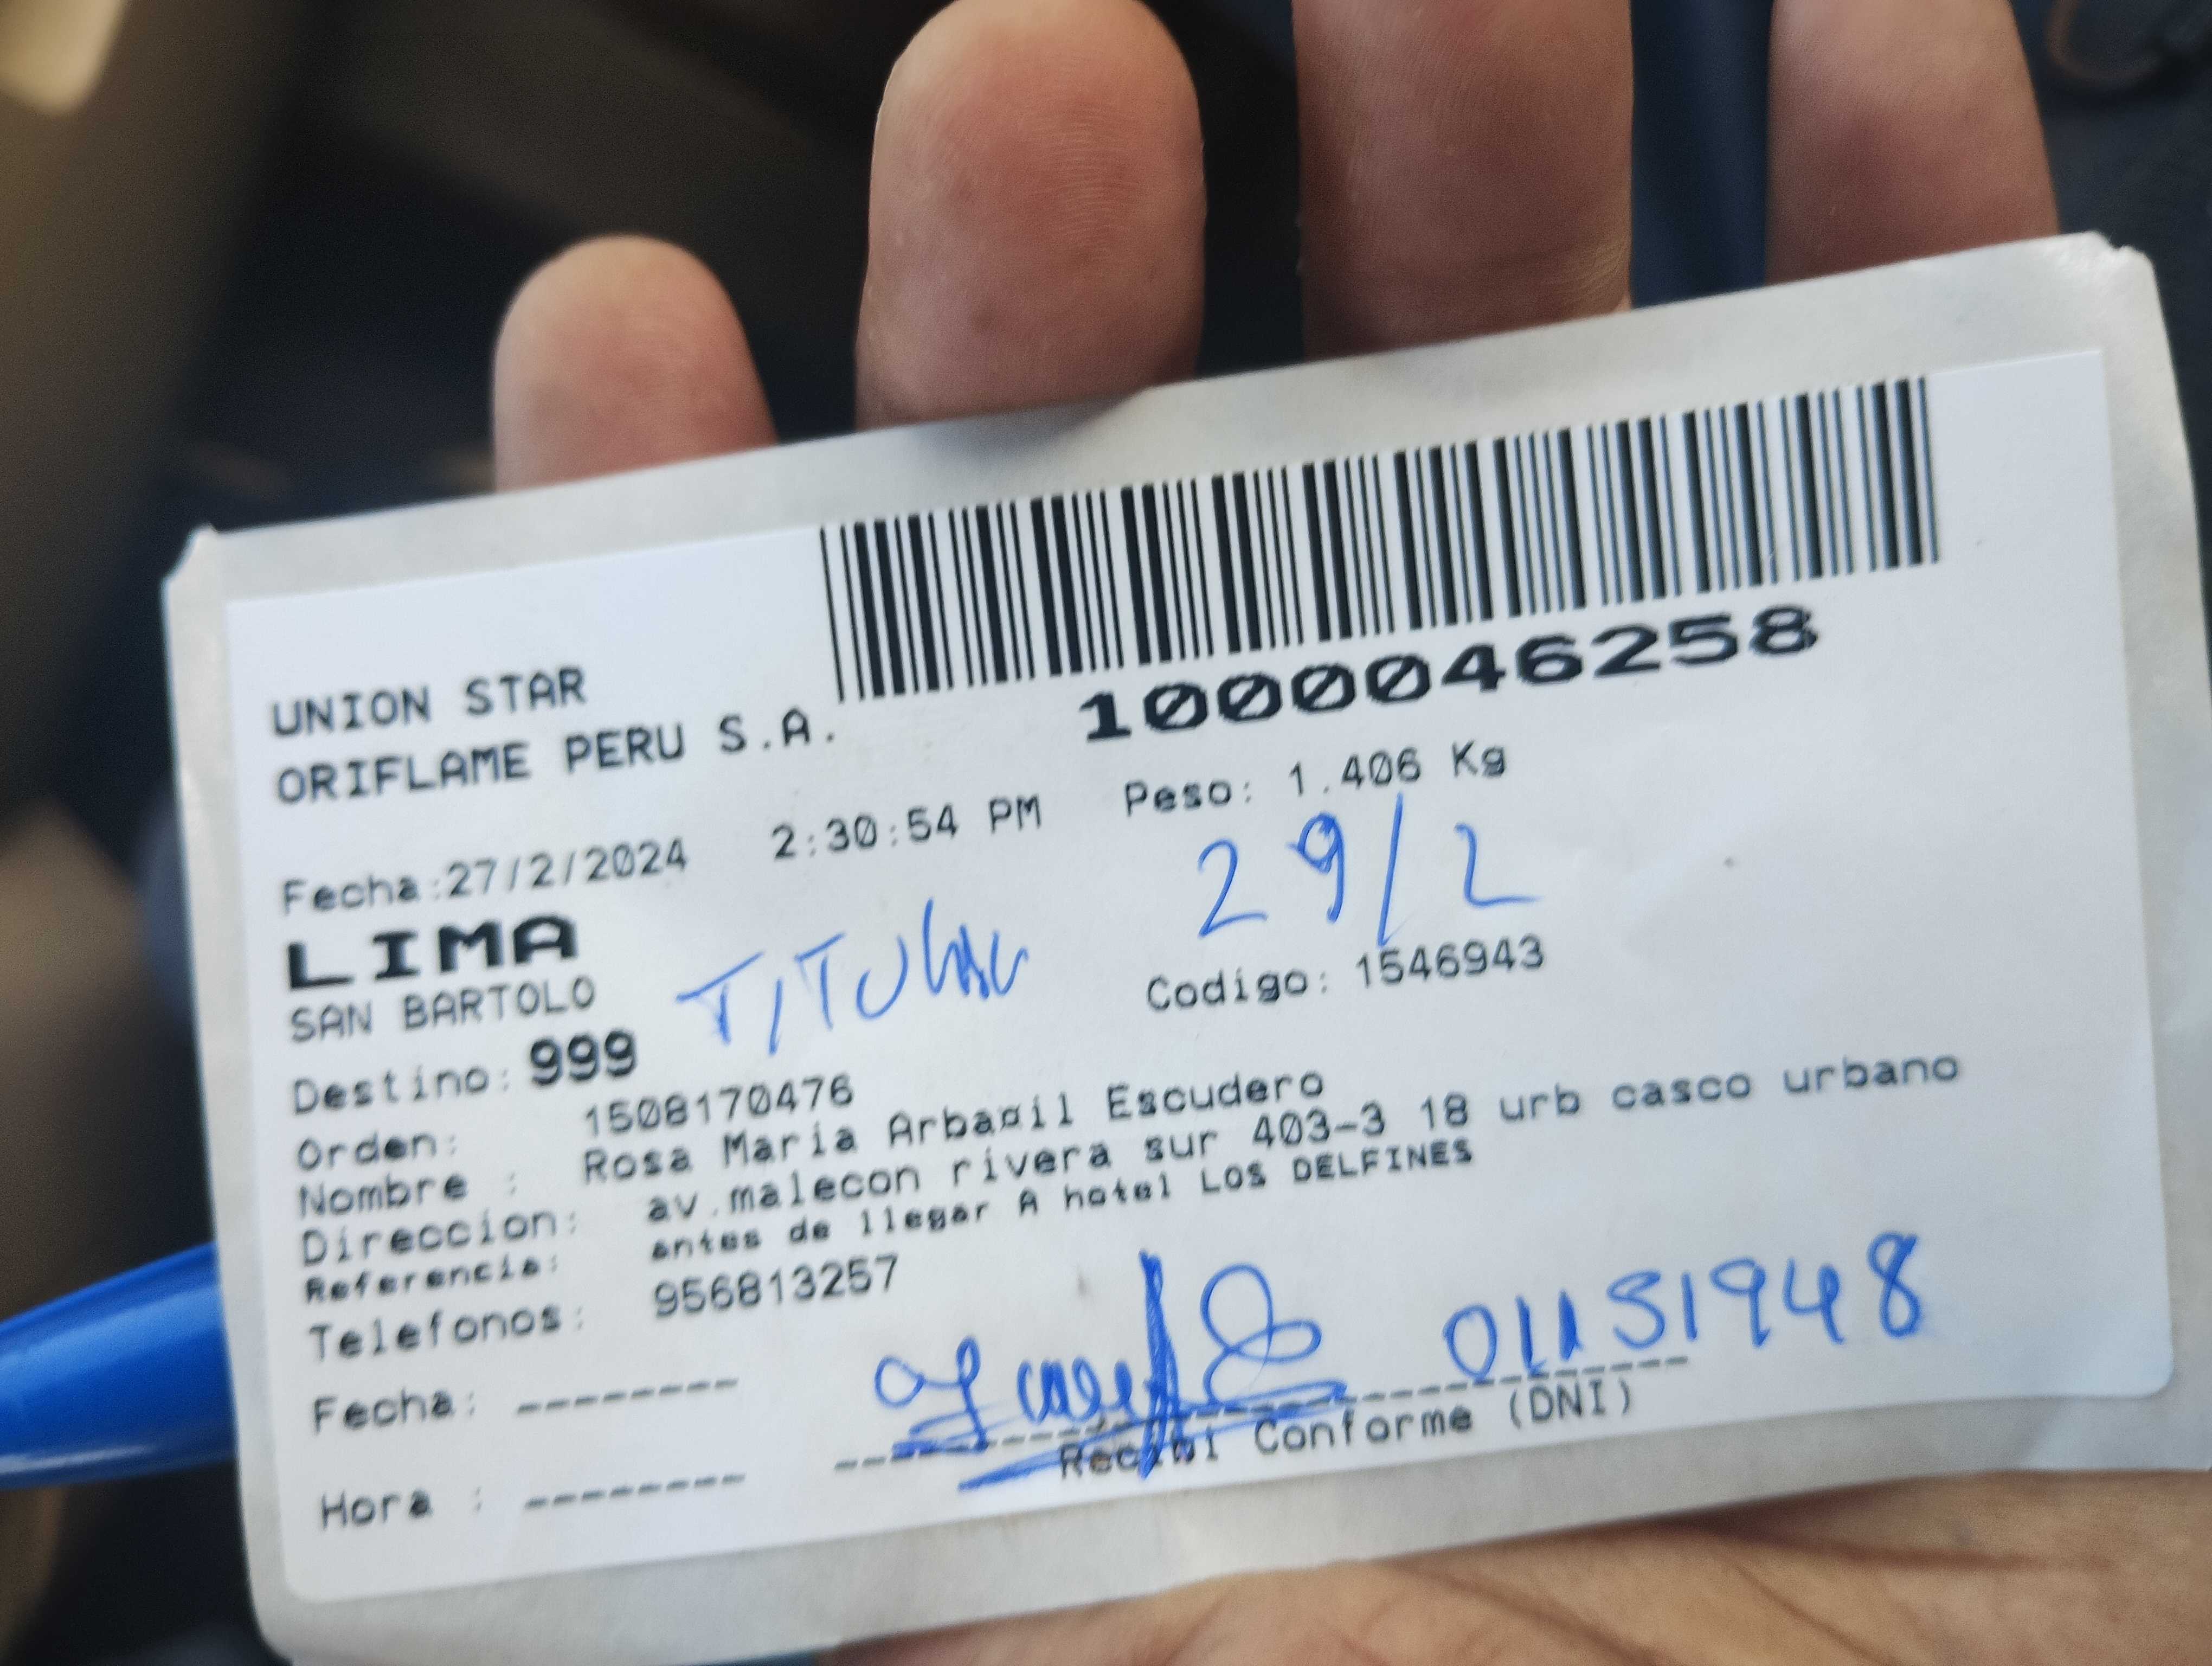 UNION STAR
ORIFLAME PERU S.A.
1000046258
Fecha:27/2/2024 2:30:54 PM Peso: 1.406 Kg
29/2
LIMA
SAN BARTOLO
TITULAR
Codigo: 1546943
Destino: 999
Orden: 1508170476
Nombre : Rosa Maria Arbañil Escudero
Direccion: av.malecon rivera sur 403-3 18 urb casco urbano
Referencia: antes de llegar A hotel LOS DELFINES
Telefonos: 956813257
Fecha: --------
01151948
Recibi Conforme (DNI)
Hora : --------